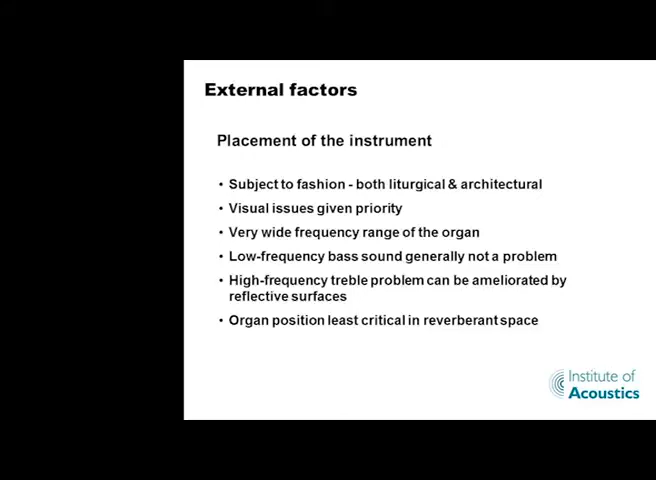 External factors
Placement of the instrument
• Subject to fashion - both liturgical & architectural
• Visual issues given priority
• Very wide frequency range of the organ
• Low-frequency bass sound generally not a problem
• High-frequency treble problem can be ameliorated by
reflective surfaces
• Organ position least critical in reverberant space
Institute of
Acoustics